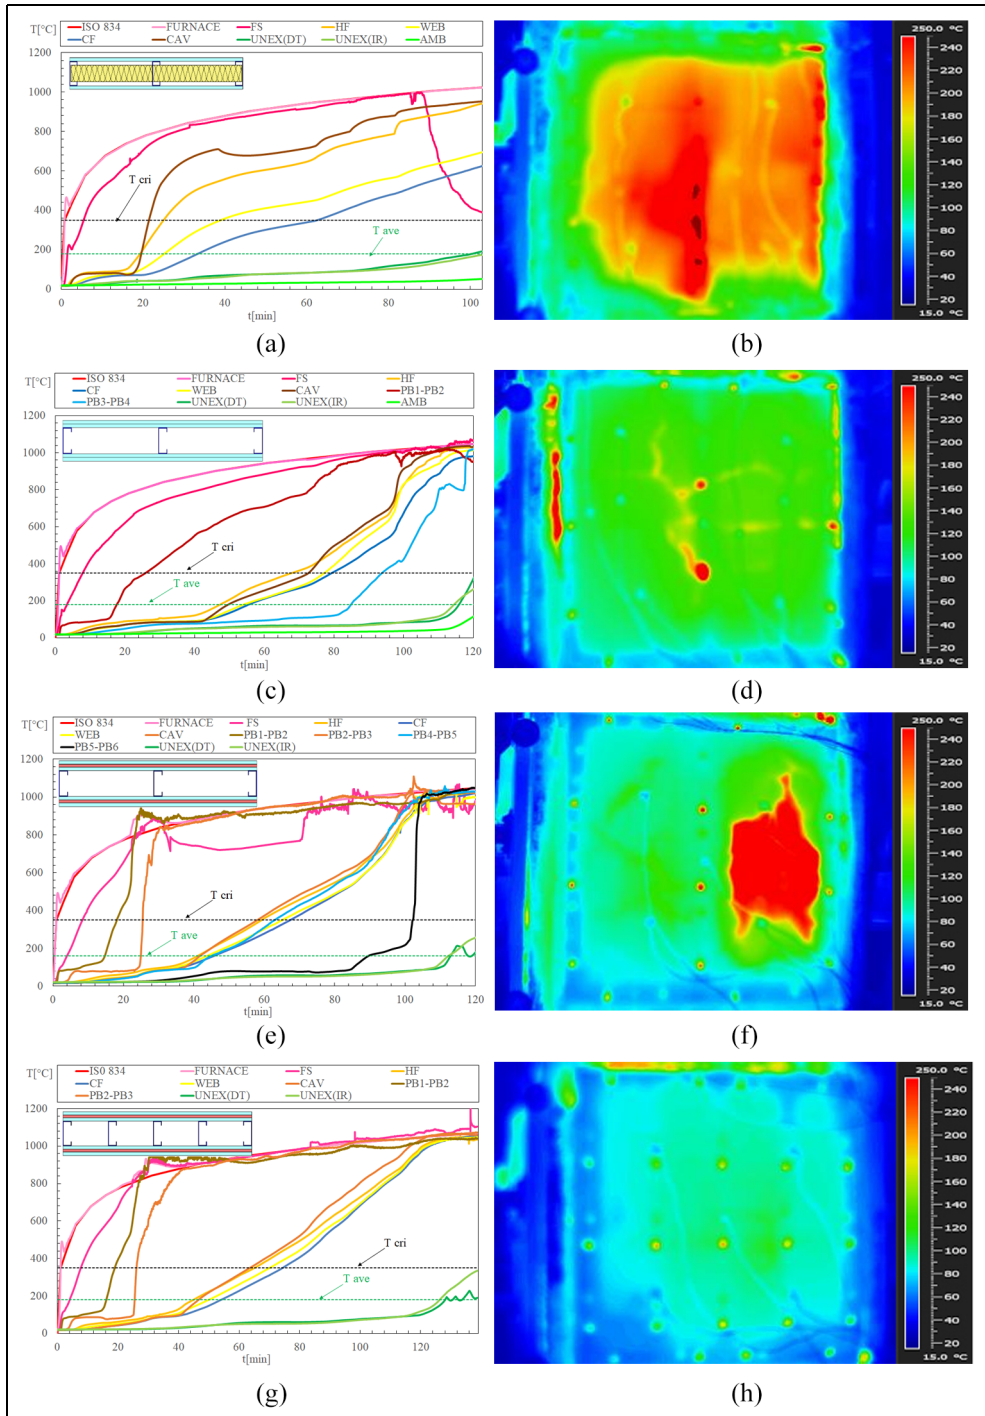 T[°C]
ISO 834 FURNACE FS HF WEB
CF CAV UNEX(DT) UNEX(IR) AMB
1200
1000
800
600
400
200
0
T cri
T ave
0 20 40 60 80 100
t[min]
(a)
250.0 °C
240
220
200
180
160
140
120
100
80
60
40
20
15.0 °C
(b)
T[°C]
ISO 834 FURNACE FS HF
CF WEB CAV PB1-PB2
PB3-PB4 UNEX(DT) UNEX(IR) AMB
1200
1000
800
600
400
200
0
T cri
T ave
0 20 40 60 80 100 120
t[min]
(c)
250.0 °C
240
220
200
180
160
140
120
100
80
60
40
20
15.0 °C
(d)
T[°C]
ISO 834 FURNACE FS HF CF
WEB CAV PB1-PB2 PB2-PB3 PB4-PB5
PB5-PB6 UNEX(DT) UNEX(IR)
1200
1000
800
600
400
200
0
T cri
T ave
0 20 40 60 80 100 120
t[min]
(e)
250.0 °C
240
220
200
180
160
140
120
100
80
60
40
20
15.0 °C
(f)
T[°C]
IS0 834 FURNACE FS HF
CF WEB CAV PB1-PB2
PB2-PB3 UNEX(DT) UNEX(IR)
1200
1000
800
600
400
200
0
T cri
T ave
0 20 40 60 80 100 120
t[min]
(g)
250.0 °C
240
220
200
180
160
140
120
100
80
60
40
20
15.0 °C
(h)